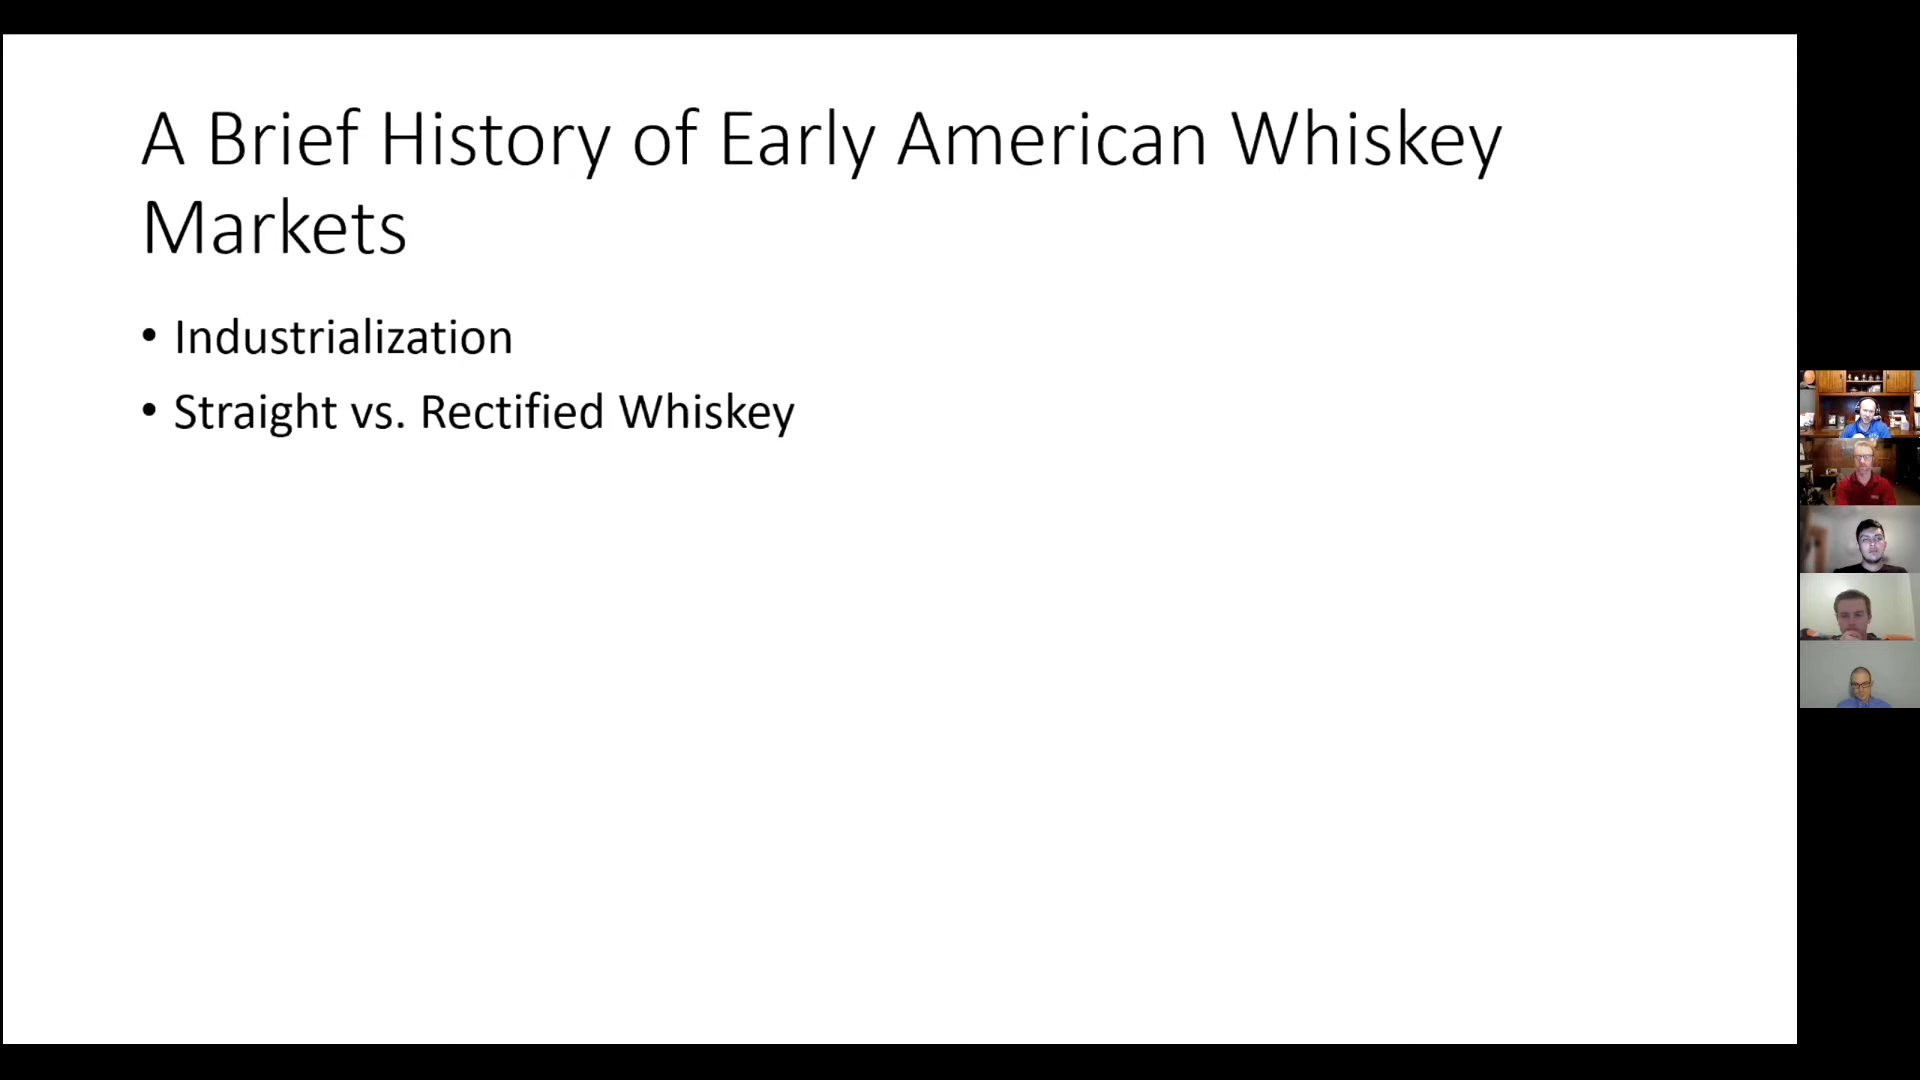 A Brief History of Early American Whiskey
Markets
• Industrialization
• Straight vs. Rectified Whiskey